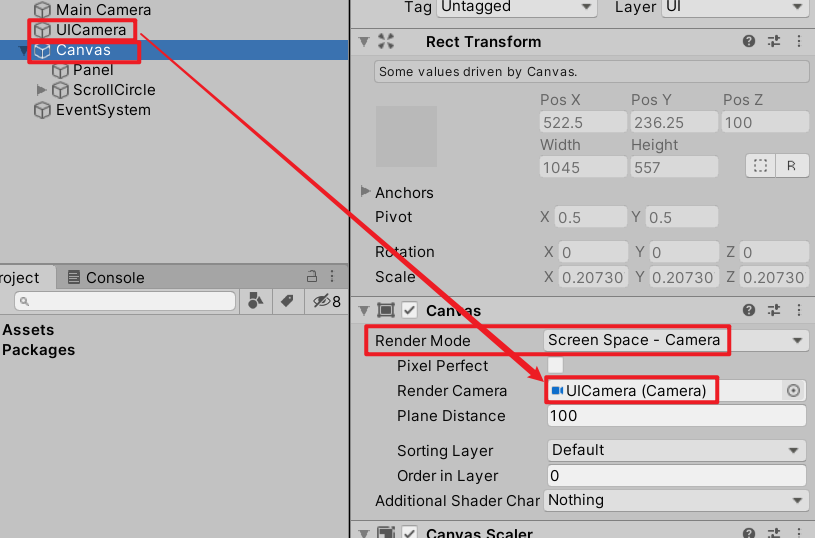 Main Camera
UICamera
Canvas
Panel
ScrollCircle
EventSystem
roject
Console
8
Assets
Packages
Tag Untagged Layer UI
Rect Transform
Some values driven by Canvas.
Pos X Pos Y Pos Z
522.5 236.25 100
Width Height
1045 557
R
Anchors
Pivot X 0.5 Y 0.5
Rotation X 0 Y 0 Z 0
Scale X 0.20730 Y 0.20730 Z 0.20730
Canvas
Render Mode Screen Space - Camera
Pixel Perfect
Render Camera UICamera (Camera)
Plane Distance 100
Sorting Layer Default
Order in Layer 0
Additional Shader Char Nothing
Canvas Scaler